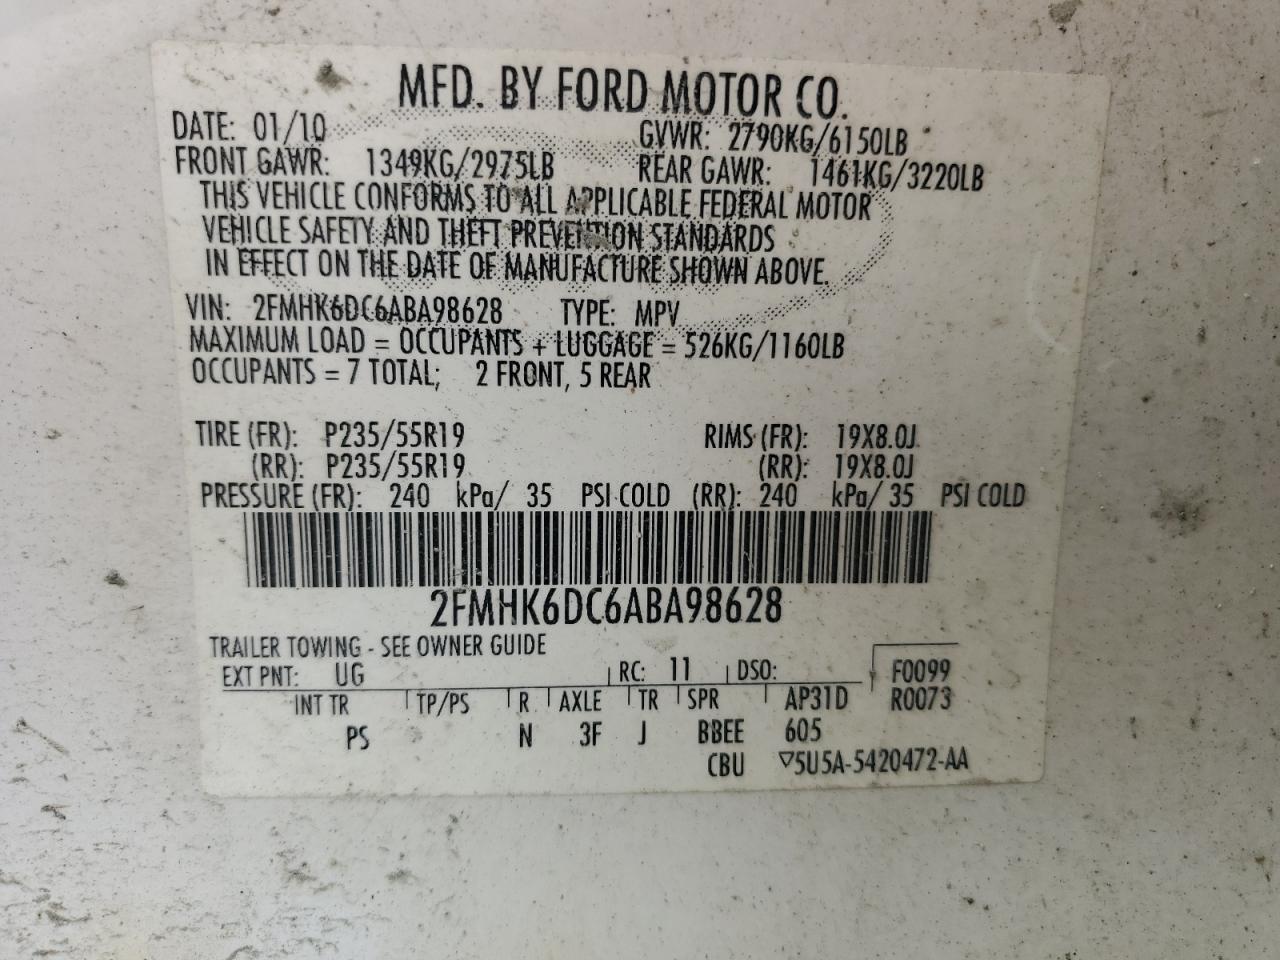 MFD. BY FORD MOTOR CO.
DATE: 01/10 GVWR: 2790KG/6150LB
FRONT GAWR: 1349KG/2975LB REAR GAWR: 1461KG/3220LB
THIS VEHICLE CONFORMS TO ALL APPLICABLE FEDERAL MOTOR
VEHICLE SAFETY AND THEFT PREVENTION STANDARDS
IN EFFECT ON THE DATE OF MANUFACTURE SHOWN ABOVE.
VIN: 2FMHK6DC6ABA98628 TYPE: MPV
MAXIMUM LOAD = OCCUPANTS + LUGGAGE = 526KG/1160LB
OCCUPANTS = 7 TOTAL; 2 FRONT, 5 REAR
TIRE (FR): P235/55R19 RIMS (FR): 19X8.0J
(RR): P235/55R19 (RR): 19X8.0J
PRESSURE (FR): 240 kPa/ 35 PSI COLD (RR): 240 kPa/ 35 PSI COLD
2FMHK6DC6ABA98628
TRAILER TOWING - SEE OWNER GUIDE
EXT PNT: UG RC: 11 DSO: F0099
INT TR TP/PS R AXLE TR SPR AP31D R0073
PS N 3F J BBEE 605
CBU ▽5U5A-5420472-AA